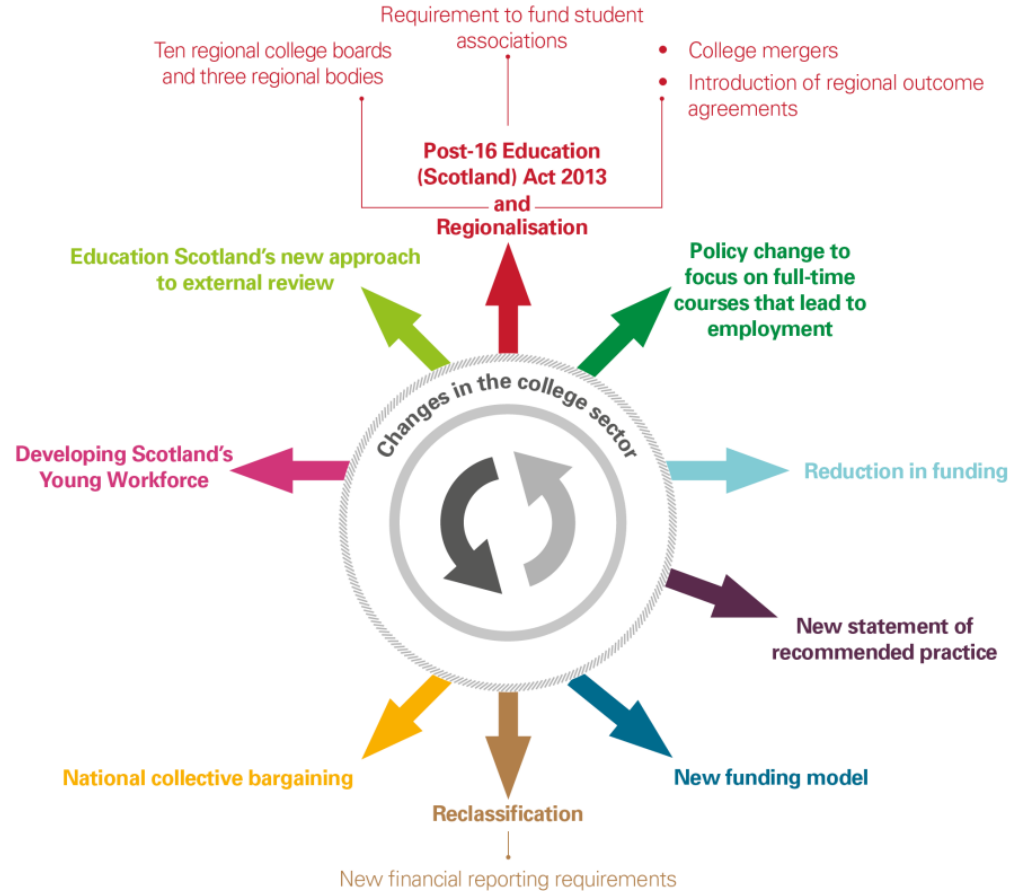 Requirement to fund student
associations
Ten regional college boards
and three regional bodies
• College mergers
• Introduction of regional outcome
agreements
Post-16 Education
(Scotland) Act 2013
and
Regionalisation
Education Scotland’s new approach
to external review
Policy change to
focus on full-time
courses that lead to
employment
Changes in the college sector
Developing Scotland’s
Young Workforce
Reduction in funding
New statement of
recommended practice
National collective bargaining
New funding model
Reclassification
New financial reporting requirements